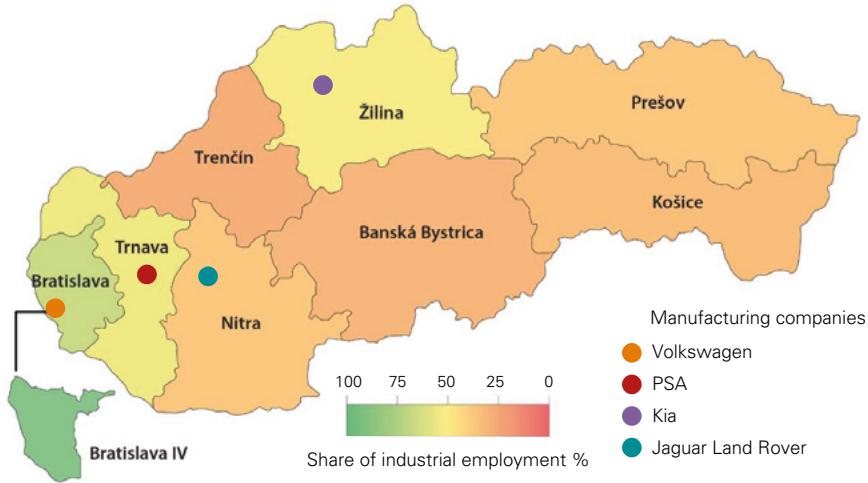 Žilina
Prešov
Trenčín
Košice
Banská Bystrica
Trnava
Bratislava
Nitra
Bratislava IV
100 75 50 25 0
Share of industrial employment %
Manufacturing companies
Volkswagen
PSA
Kia
Jaguar Land Rover